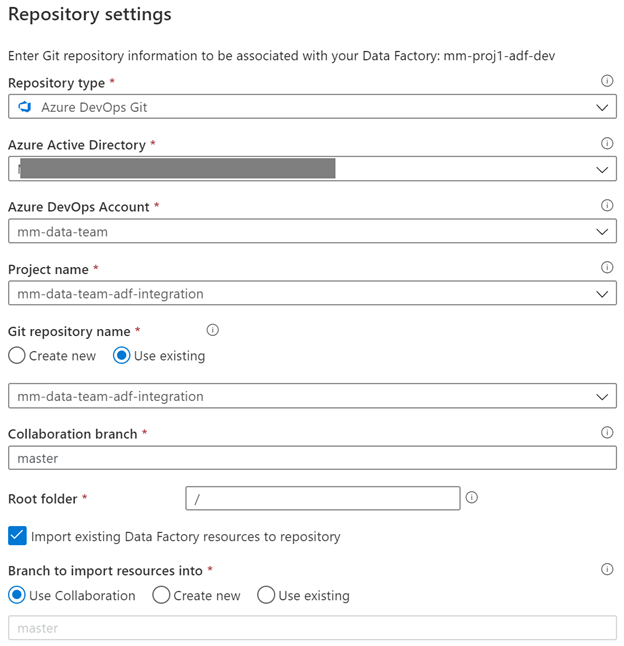 Repository settings
Enter Git repository information to be associated with your Data Factory: mm-proj1-adf-dev
Repository type *
Azure DevOps Git
Azure Active Directory *
Azure DevOps Account *
mm-data-team
Project name *
mm-data-team-adf-integration
Git repository name *
Create new Use existing
mm-data-team-adf-integration
Collaboration branch *
master
Root folder * /
Import existing Data Factory resources to repository
Branch to import resources into *
Use Collaboration Create new Use existing
master